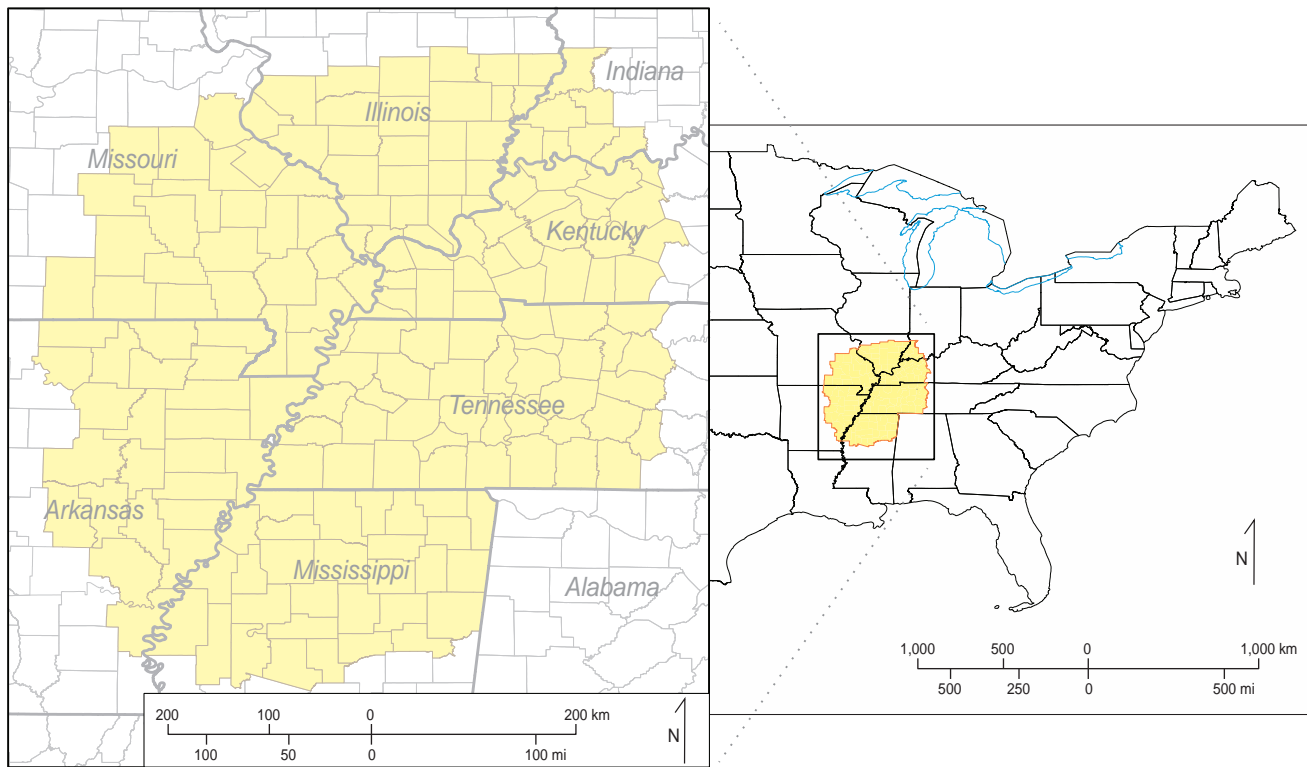 Indiana
Illinois
Missouri
Kentucky
Tennessee
Arkansas
Mississippi
Alabama
200 100 0 200 km
100 50 0 100 mi
N
N
1,000 500 0 1,000 km
500 250 0 500 mi